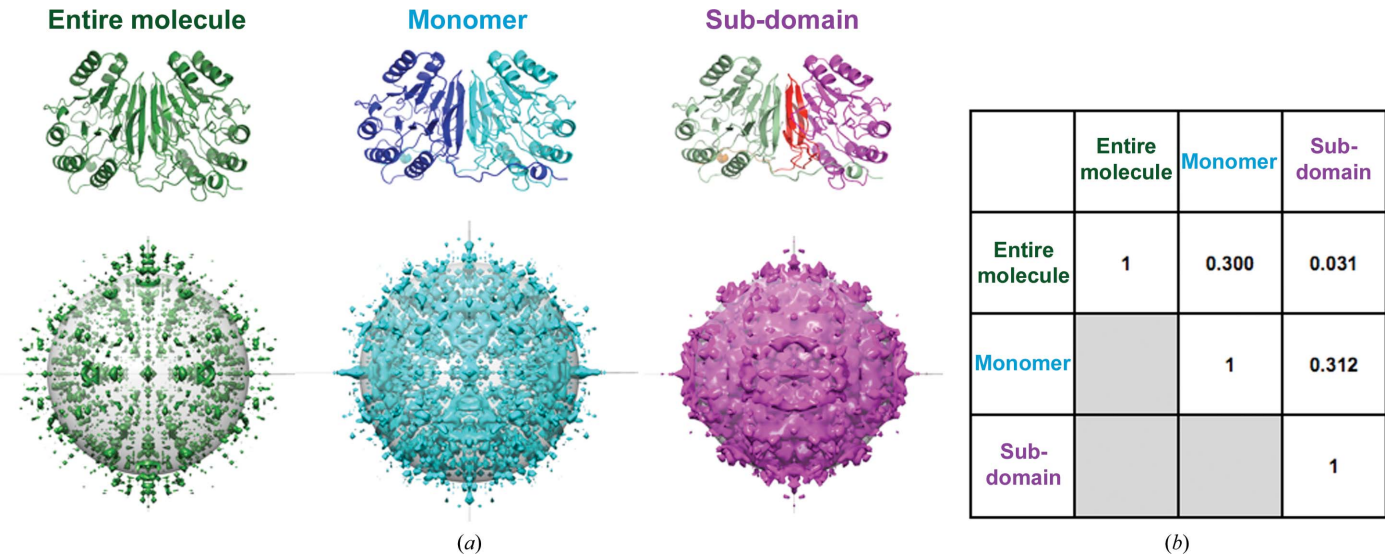 Entire molecule Monomer Sub-domain
Entire
molecule Monomer Sub-
domain
Entire
molecule 1 0.300 0.031
Monomer 1 0.312
Sub-
domain 1
(a) (b)